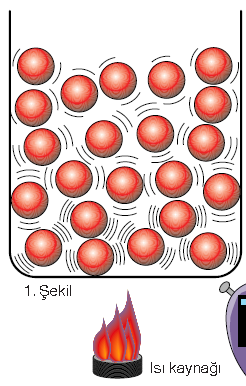 1. Şekil
Isı kaynağı